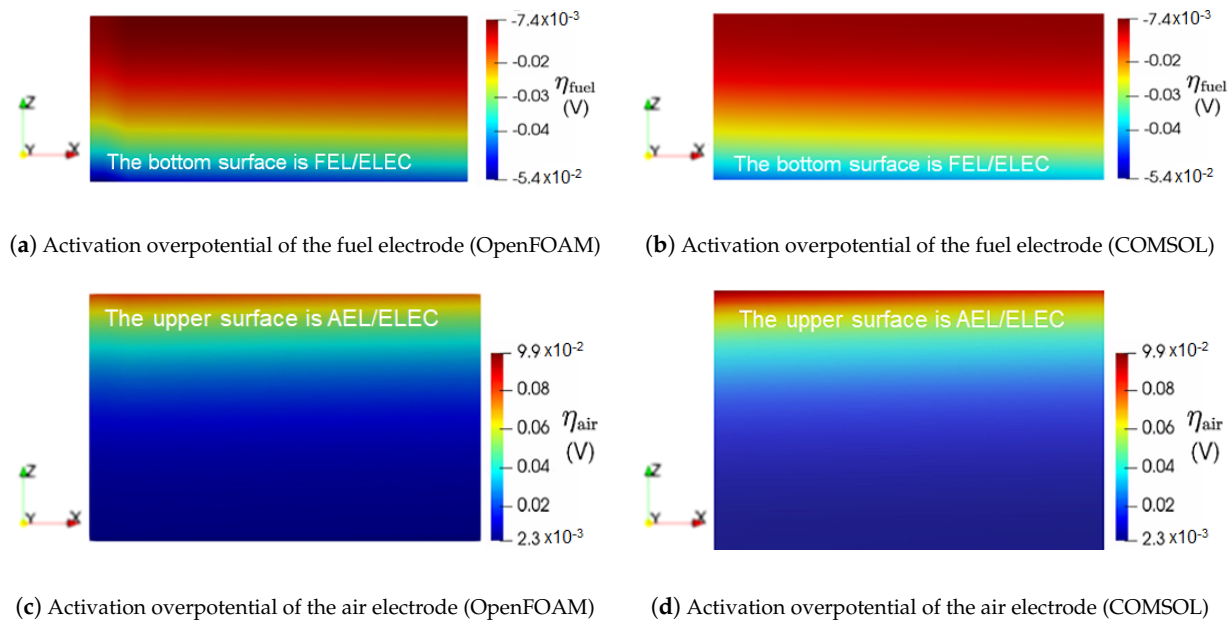 -7.4x10⁻³
-0.02
-0.03
-0.04
-5.4x10⁻²
η_fuel
(V)
Z
Y X
The bottom surface is FEL/ELEC
-7.4x10⁻³
-0.02
-0.03
-0.04
-5.4x10⁻²
η_fuel
(V)
Z
Y X
The bottom surface is FEL/ELEC
(a) Activation overpotential of the fuel electrode (OpenFOAM)
(b) Activation overpotential of the fuel electrode (COMSOL)
The upper surface is AEL/ELEC
9.9x10⁻²
0.08
0.06
0.04
0.02
2.3x10⁻³
η_air
(V)
Z
Y X
The upper surface is AEL/ELEC
9.9x10⁻²
0.08
0.06
0.04
0.02
2.3x10⁻³
η_air
(V)
Z
Y X
(c) Activation overpotential of the air electrode (OpenFOAM)
(d) Activation overpotential of the air electrode (COMSOL)